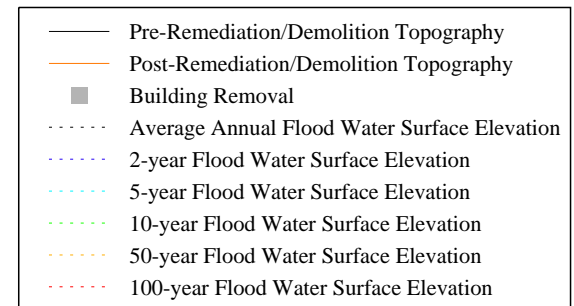 Pre-Remediation/Demolition Topography
Post-Remediation/Demolition Topography
Building Removal
Average Annual Flood Water Surface Elevation
2-year Flood Water Surface Elevation
5-year Flood Water Surface Elevation
10-year Flood Water Surface Elevation
50-year Flood Water Surface Elevation
100-year Flood Water Surface Elevation